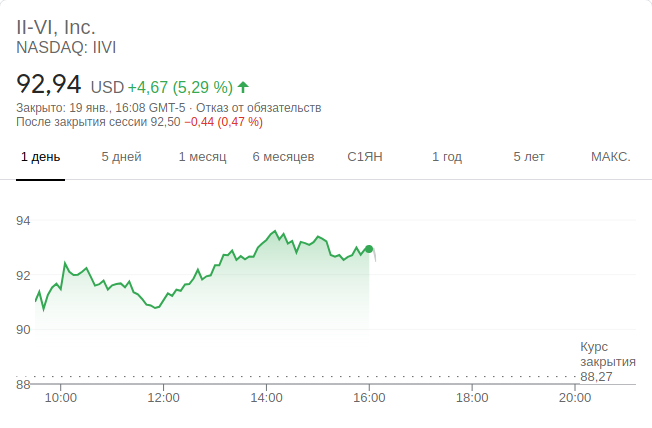 II-VI, Inc.
NASDAQ: IIVI
92,94 USD +4,67 (5,29 %)
Закрыто: 19 янв., 16:08 GMT-5 · Отказ от обязательств
После закрытия сессии 92,50 −0,44 (0,47 %)
1 день 5 дней 1 месяц 6 месяцев С1ЯН 1 год 5 лет МАКС.
94
92
90
Курс
закрытия
88,27
88
10:00 12:00 14:00 16:00 18:00 20:00